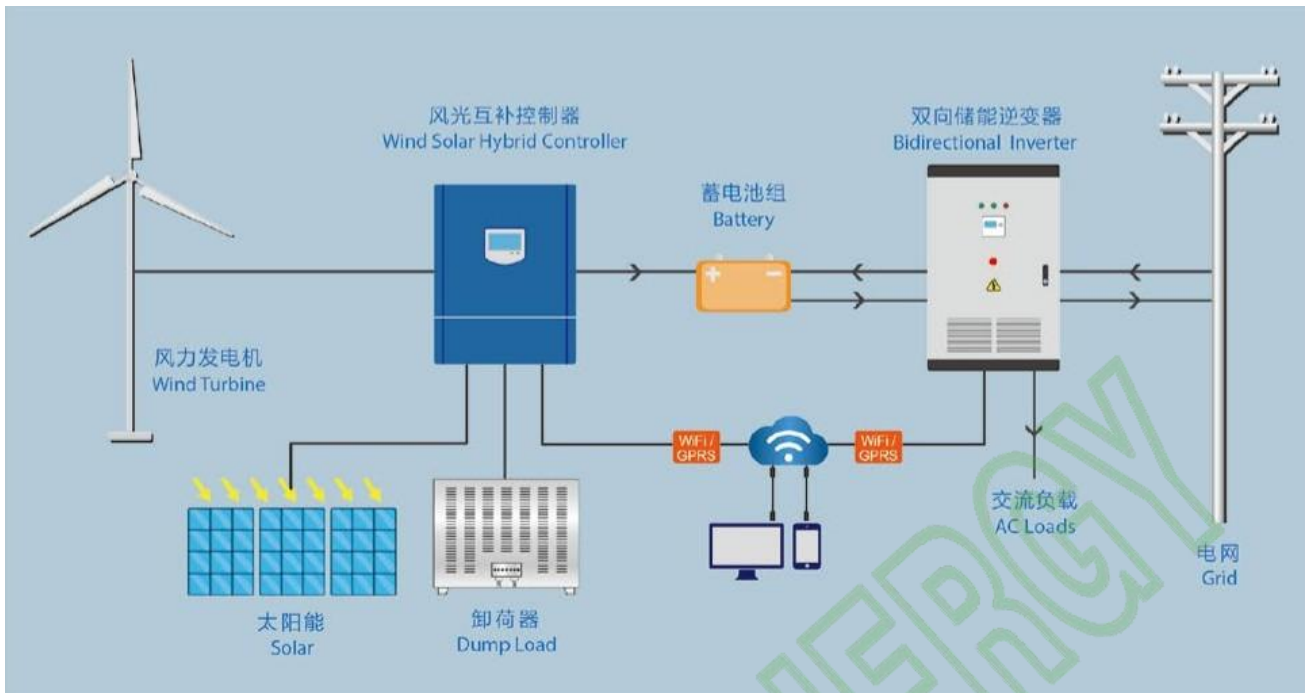 风光互补控制器
Wind Solar Hybrid Controller
双向储能逆变器
Bidirectional Inverter
蓄电池组
Battery
风力发电机
Wind Turbine
WiFi /
GPRS
WiFi /
GPRS
交流负载
AC Loads
电网
Grid
太阳能
Solar
卸荷器
Dump Load
ERGY